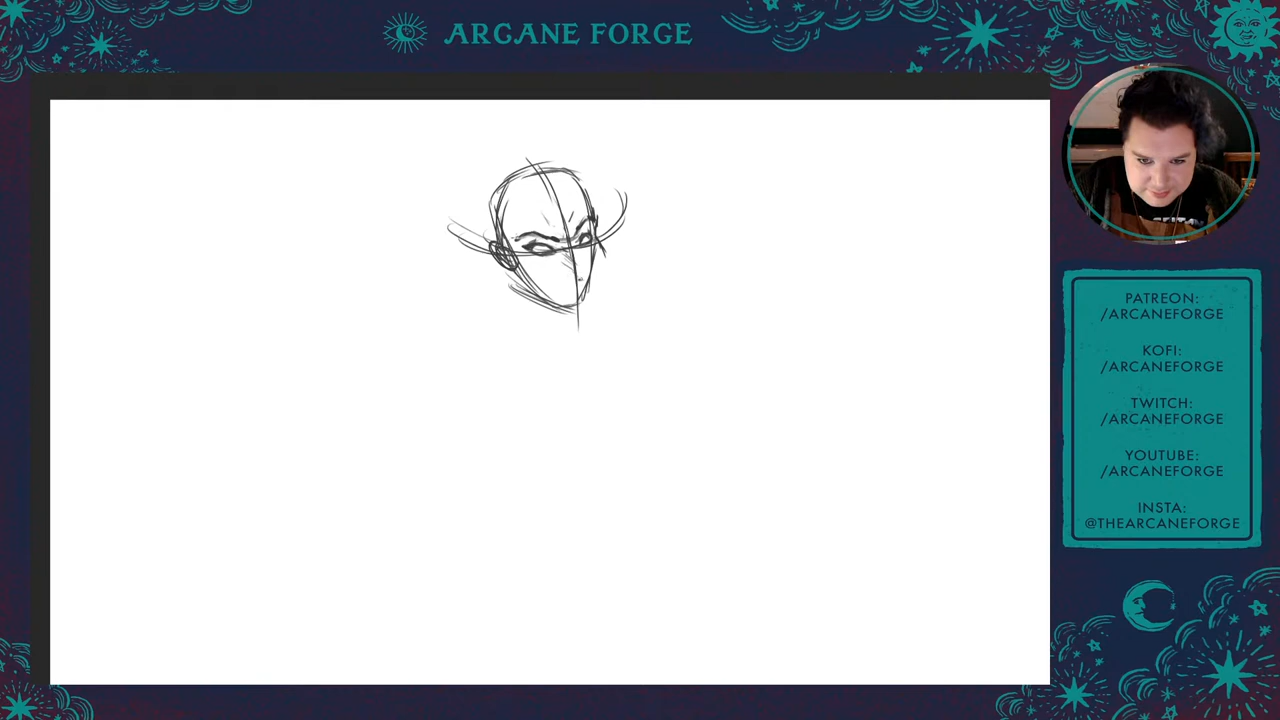 ARCANE FORGE
PATREON:
/ARCANEFORGE
KOFI:
/ARCANEFORGE
TWITCH:
/ARCANEFORGE
YOUTUBE:
/ARCANEFORGE
INSTA:
@THEARCANEFORGE